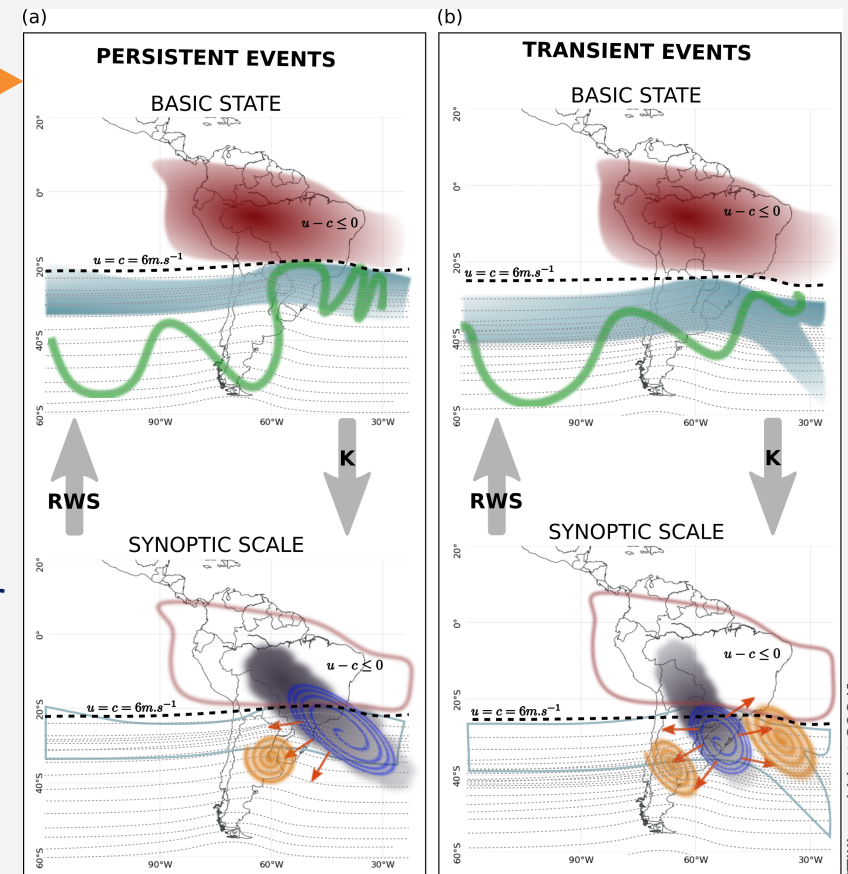 (a)
PERSISTENT EVENTS
BASIC STATE
20°
0°
20°S
40°S
60°S
u − c ≤ 0
u = c = 6m.s⁻¹
90°W
60°W
30°W
RWS
K
SYNOPTIC SCALE
20°
0°
20°S
40°S
60°S
u − c ≤ 0
u = c = 6m.s⁻¹
90°W
60°W
30°W
(b)
TRANSIENT EVENTS
BASIC STATE
20°
0°
20°S
40°S
60°S
u − c ≤ 0
u = c = 6m.s⁻¹
90°W
60°W
30°W
RWS
K
SYNOPTIC SCALE
20°
0°
20°S
40°S
60°S
u − c ≤ 0
u = c = 6m.s⁻¹
90°W
60°W
30°W